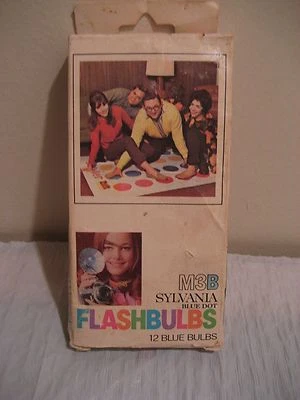 M3B
SYLVANIA
BLUE DOT
FLASHBULBS
12 BLUE BULBS